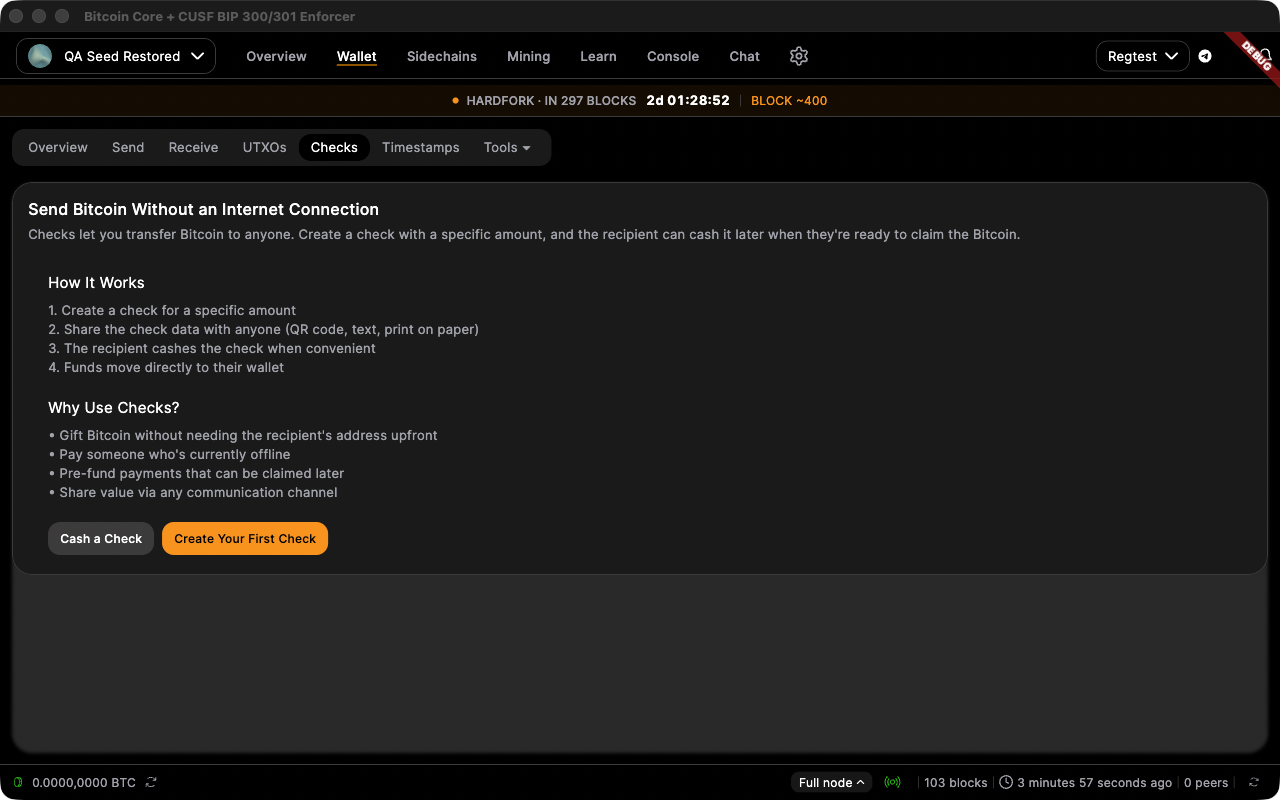 Bitcoin Core + CUSF BIP 300/301 Enforcer
QA Seed Restored
Overview
Wallet
Sidechains
Mining
Learn
Console
Chat
Regtest
DEBUG
HARDFORK · IN 297 BLOCKS 2d 01:28:52 BLOCK ~400
Overview
Send
Receive
UTXOs
Checks
Timestamps
Tools
Send Bitcoin Without an Internet Connection
Checks let you transfer Bitcoin to anyone. Create a check with a specific amount, and the recipient can cash it later when they're ready to claim the Bitcoin.
How It Works
1. Create a check for a specific amount
2. Share the check data with anyone (QR code, text, print on paper)
3. The recipient cashes the check when convenient
4. Funds move directly to their wallet
Why Use Checks?
• Gift Bitcoin without needing the recipient's address upfront
• Pay someone who's currently offline
• Pre-fund payments that can be claimed later
• Share value via any communication channel
Cash a Check
Create Your First Check
0.0000,0000 BTC
Full node
103 blocks
3 minutes 57 seconds ago
0 peers